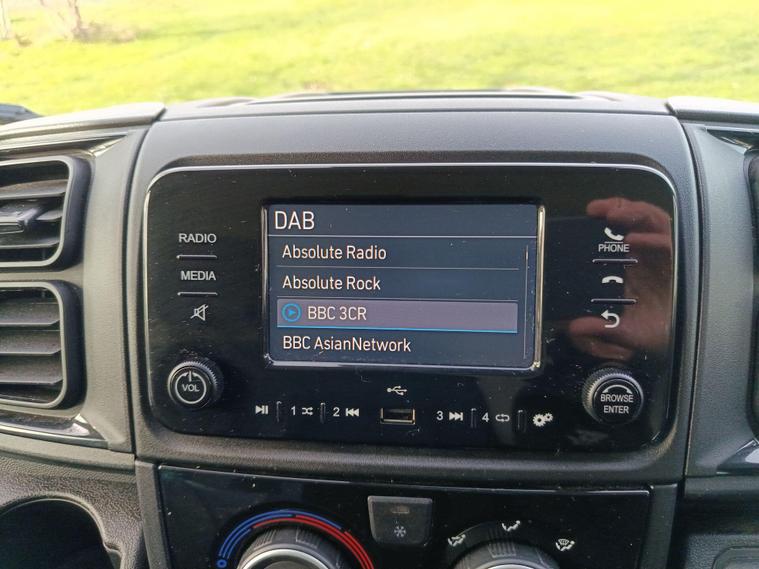 DAB
Absolute Radio
Absolute Rock
BBC 3CR
BBC AsianNetwork
RADIO
MEDIA
VOL
PHONE
1 2 3 4
BROWSE
ENTER